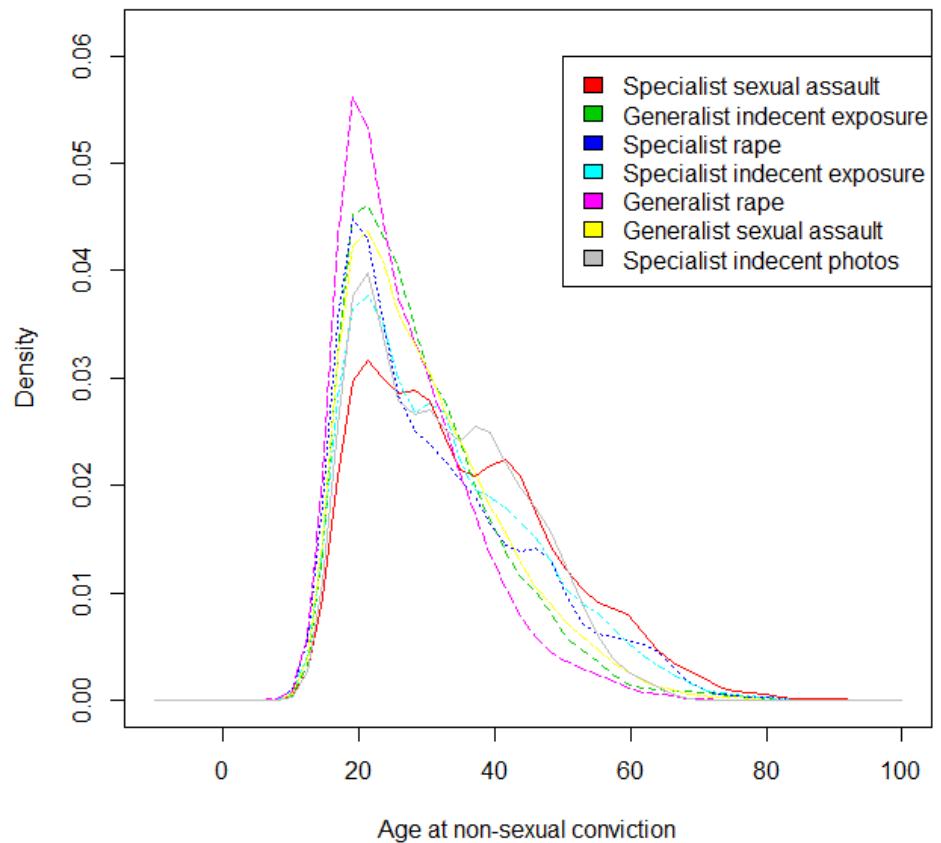 0.06
0.05
0.04
0.03
0.02
0.01
0.00
Density
Specialist sexual assault
Generalist indecent exposure
Specialist rape
Specialist indecent exposure
Generalist rape
Generalist sexual assault
Specialist indecent photos
0 20 40 60 80 100
Age at non-sexual conviction